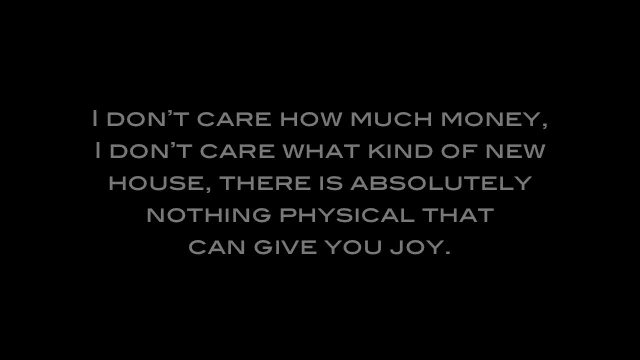 I DON'T CARE HOW MUCH MONEY,
I DON'T CARE WHAT KIND OF NEW
HOUSE, THERE IS ABSOLUTELY
NOTHING PHYSICAL THAT
CAN GIVE YOU JOY.